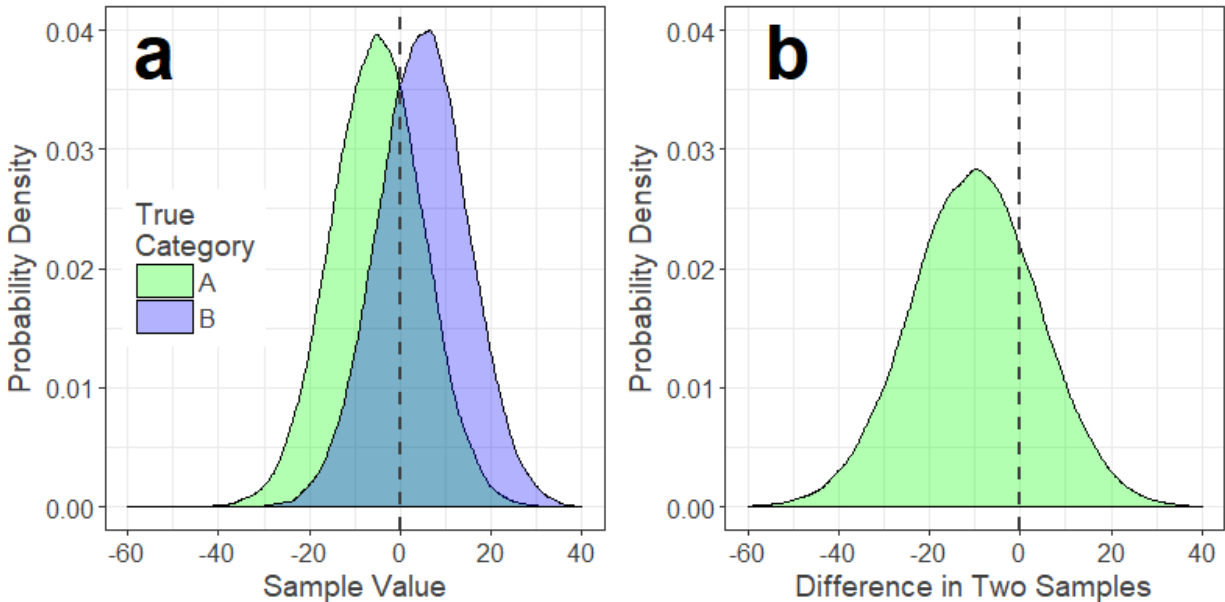 a
0.04
0.03
0.02
0.01
0.00
Probability Density
True
Category
A
B
-60
-40
-20
0
20
40
Sample Value
b
0.04
0.03
0.02
0.01
0.00
Probability Density
-60
-40
-20
0
20
40
Difference in Two Samples